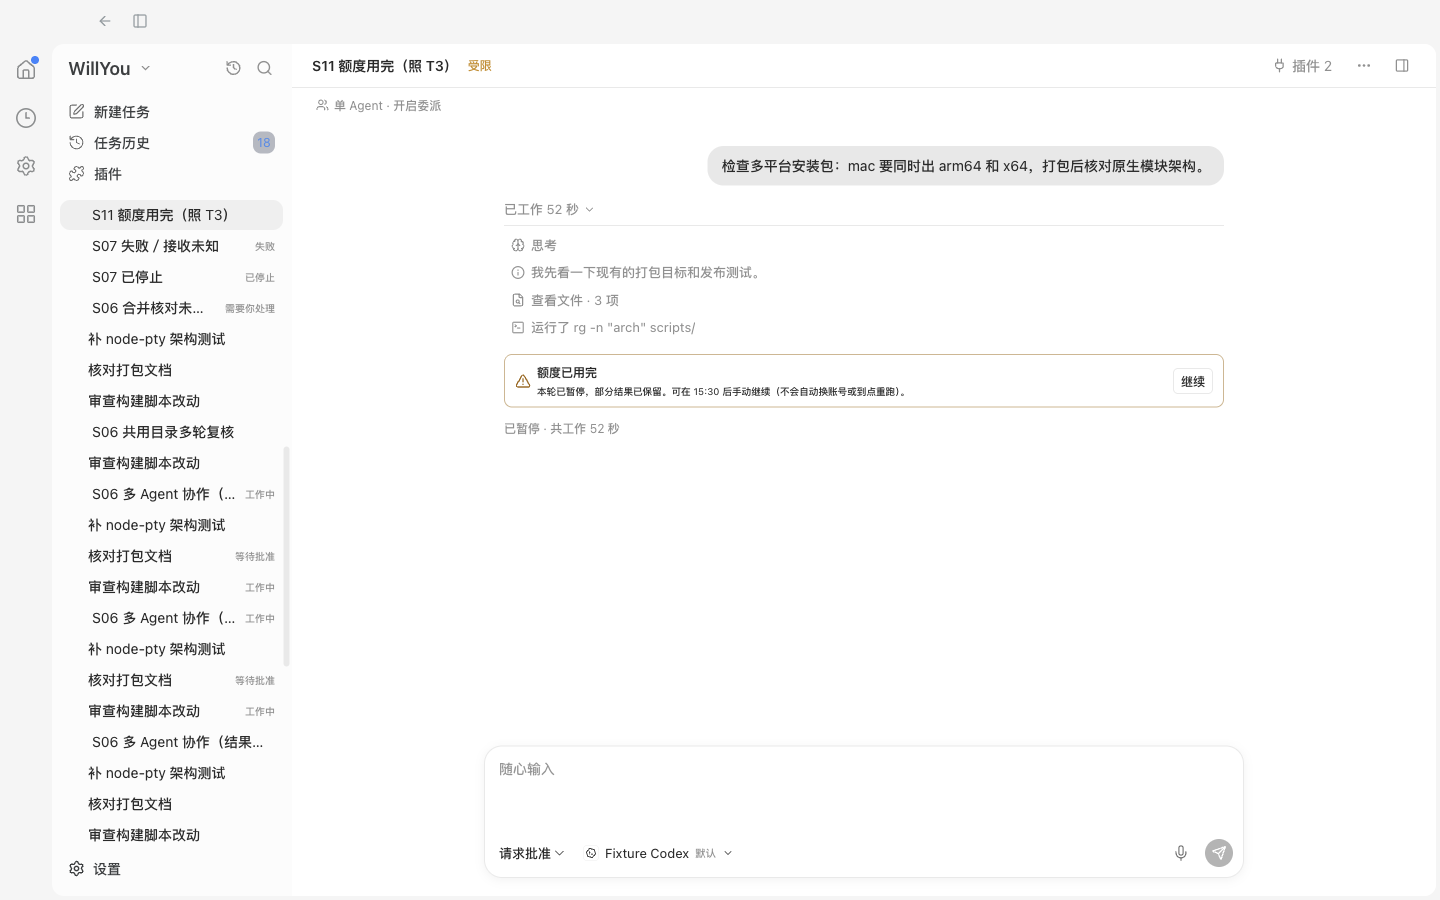 WillYou
新建任务
任务历史 18
插件
S11 额度用完（照 T3）
S07 失败 / 接收未知 失败
S07 已停止 已停止
S06 合并核对未... 需要你处理
补 node-pty 架构测试
核对打包文档
审查构建脚本改动
S06 共用目录多轮复核
审查构建脚本改动
S06 多 Agent 协作（... 工作中
补 node-pty 架构测试
核对打包文档 等待批准
审查构建脚本改动 工作中
S06 多 Agent 协作（... 工作中
补 node-pty 架构测试
核对打包文档 等待批准
审查构建脚本改动 工作中
S06 多 Agent 协作（结果...
补 node-pty 架构测试
核对打包文档
审查构建脚本改动
设置
S11 额度用完（照 T3） 受限
插件 2
单 Agent · 开启委派
检查多平台安装包：mac 要同时出 arm64 和 x64，打包后核对原生模块架构。
已工作 52 秒
思考
我先看一下现有的打包目标和发布测试。
查看文件 · 3 项
运行了 rg -n "arch" scripts/
额度已用完
本轮已暂停，部分结果已保留。可在 15:30 后手动继续（不会自动换账号或到点重跑）。
继续
已暂停 · 共工作 52 秒
随心输入
请求批准 Fixture Codex 默认